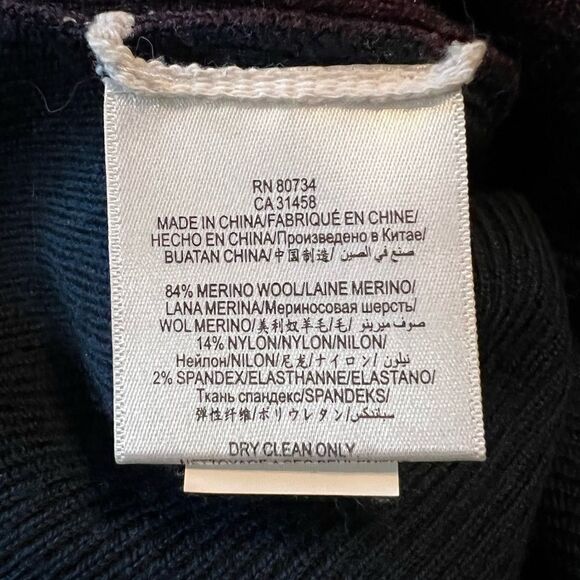 RN 80734
CA 31458
MADE IN CHINA/FABRIQUÉ EN CHINE/
HECHO EN CHINA/Произведено в Китае/
BUATAN CHINA/中国制造/ صنع في الصين
84% MERINO WOOL/LAINE MERINO/
LANA MERINA/Мериносовая шерсть/
WOL MERINO/美利奴羊毛/毛/ صوف ميرينو
14% NYLON/NYLON/NILON/
Нейлон/NILON/尼龙/ナイロン/ نيلون
2% SPANDEX/ELASTHANNE/ELASTANO/
Ткань спандекс/SPANDEKS/
弹性纤维/ポリウレタン/ سباندكس
DRY CLEAN ONLY